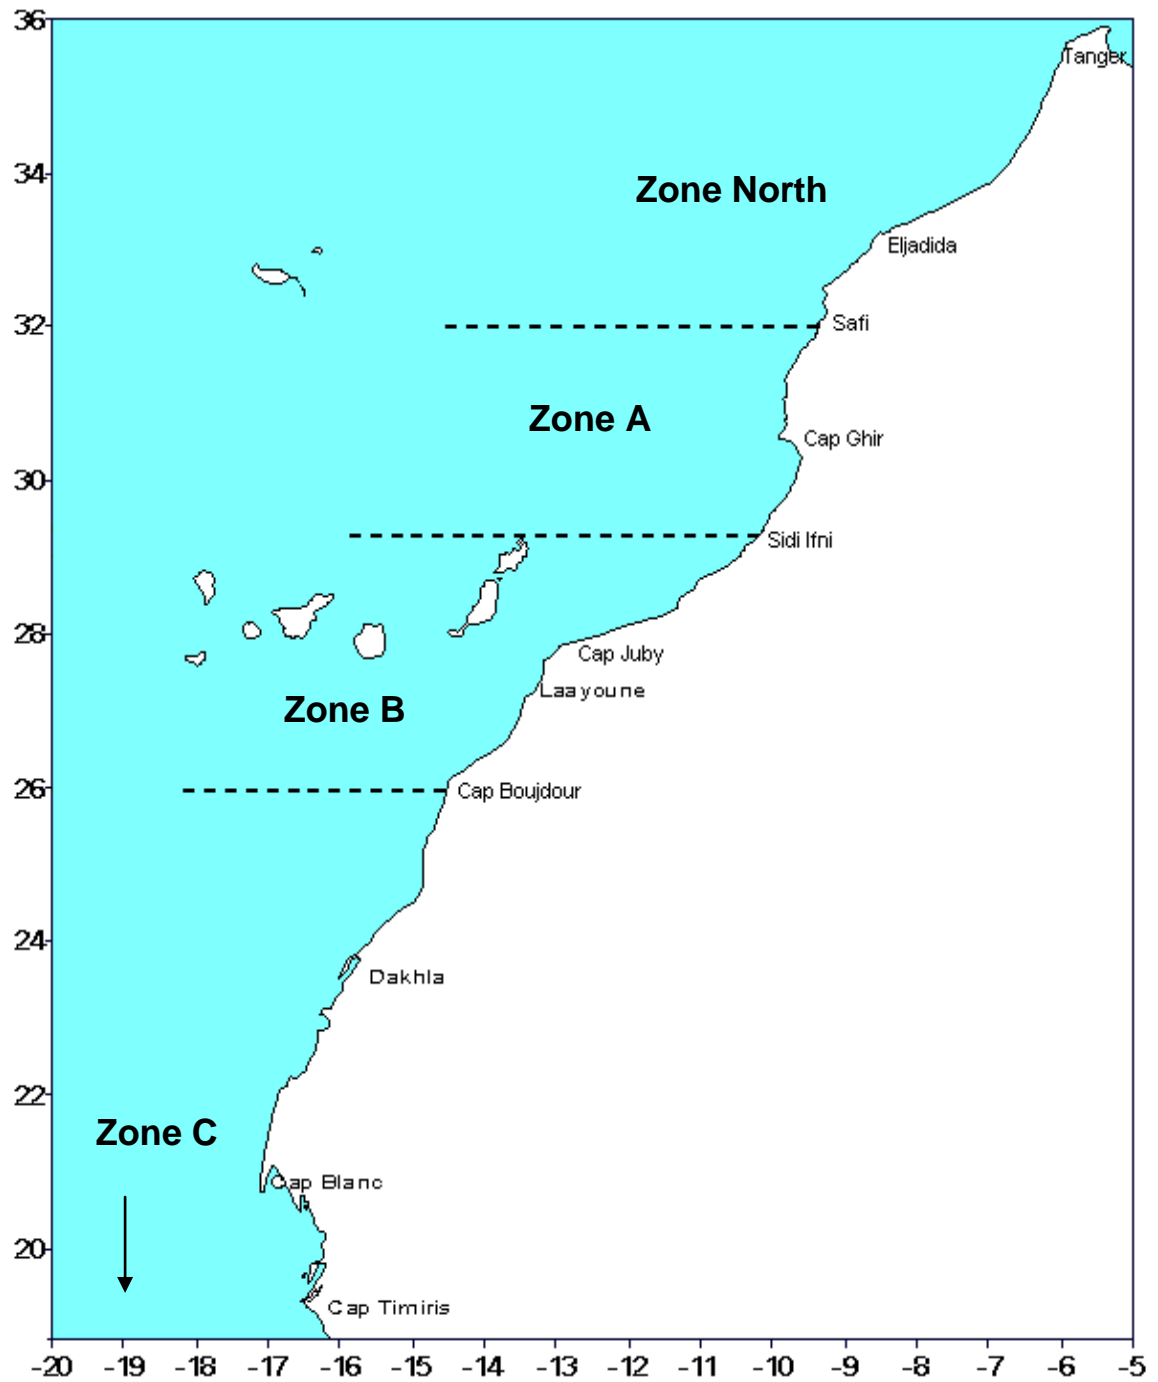 36
Tanger
34
Zone North
Eljadida
32
Safi
Zone A
Cap Ghir
30
Sidi Ifni
28
Cap Juby
Laayoune
Zone B
26
Cap Boujdour
24
Dakhla
22
Zone C
Cap Blanc
20
Cap Timiris
-20 -19 -18 -17 -16 -15 -14 -13 -12 -11 -10 -9 -8 -7 -6 -5